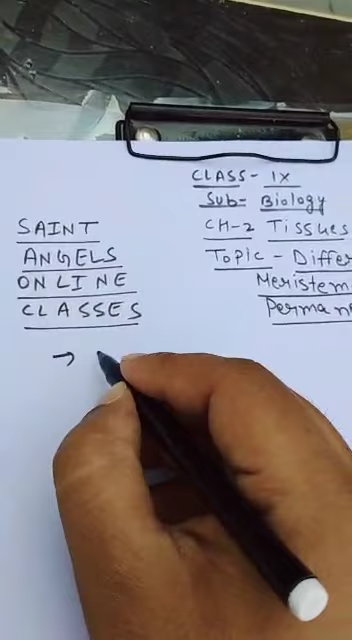 CLASS - IX
Sub - Biology
CH-2 Tissues
Topic - Differ
Meristem
Perman
SAINT
ANGELS
ONLINE
CLASSES
→